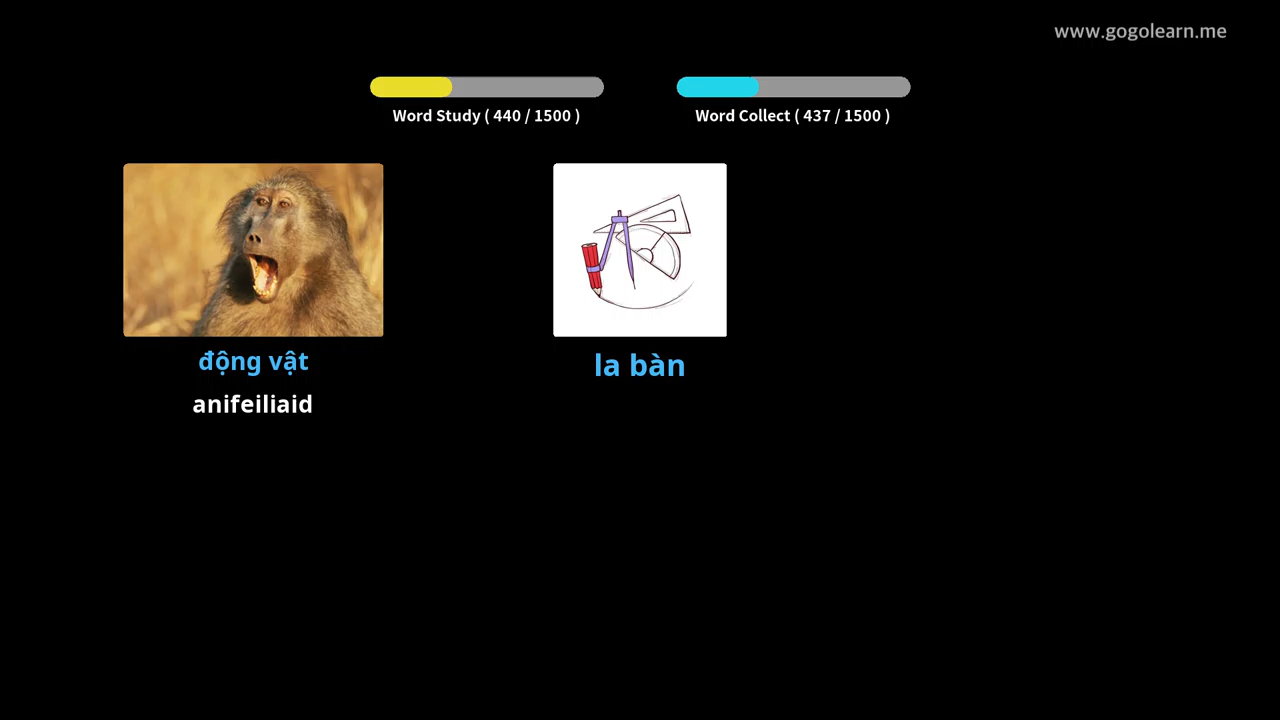 www.gogolearn.me
Word Study ( 440 / 1500 )
Word Collect ( 437 / 1500 )
động vật
anifeiliaid
la bàn